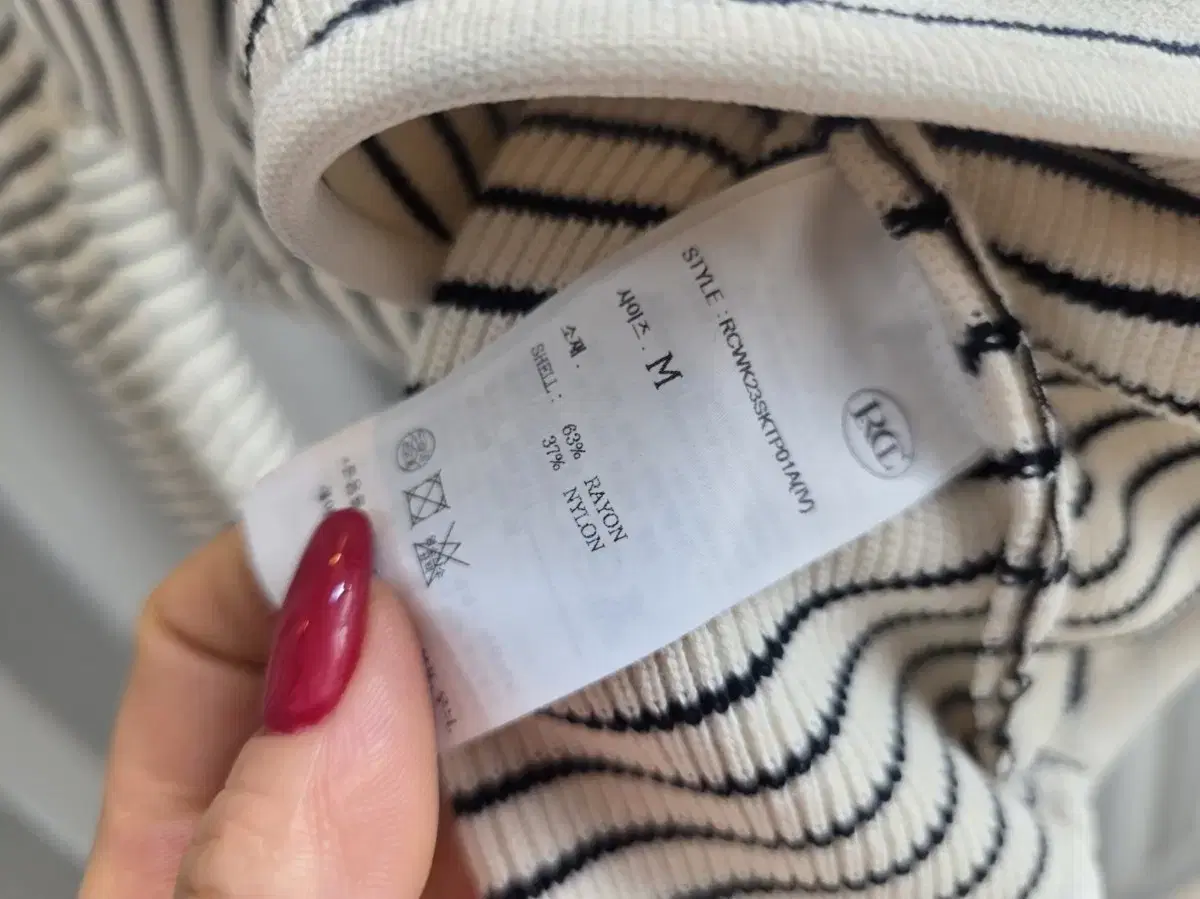 RCT
STYLE : RCWK23SKTP01A(M)
사이즈 . M
소재 .
SHELL : 63% RAYON
37% NYLON